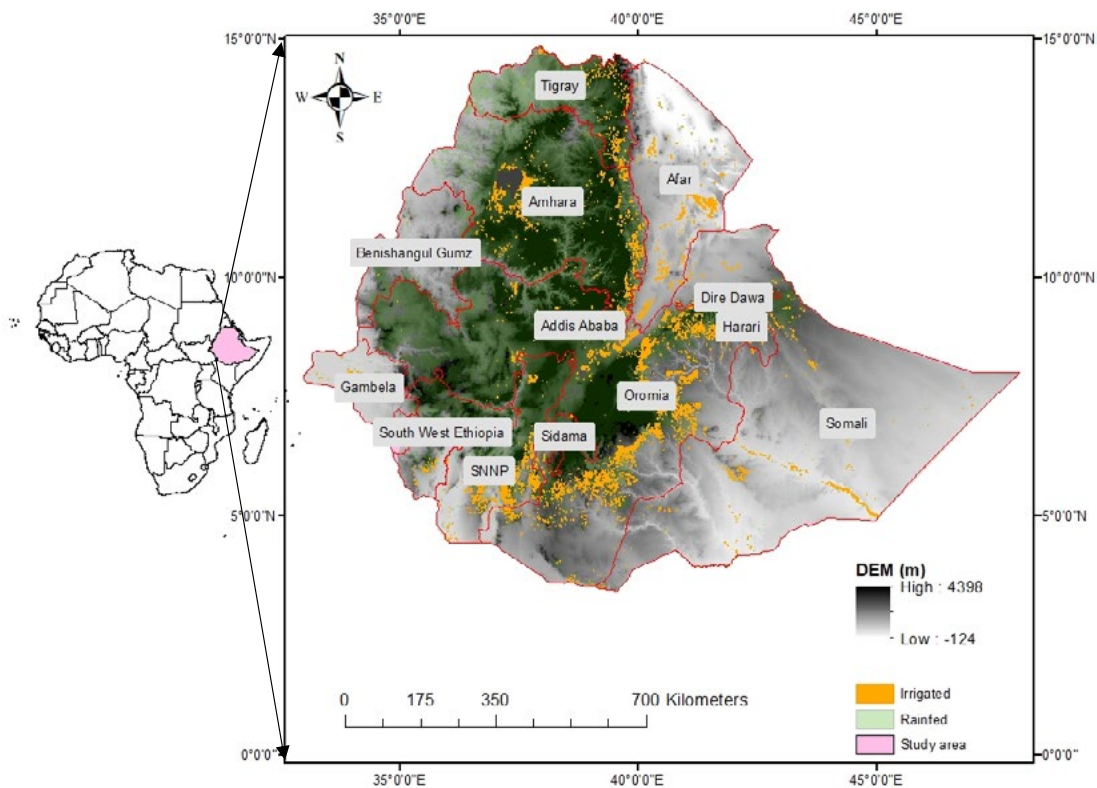 35°0'0"E 40°0'0"E 45°0'0"E
15°0'0"N 15°0'0"N
N
W E
S
Tigray
Afar
Amhara
Benishangul Gumz
10°0'0"N 10°0'0"N
Dire Dawa
Addis Ababa Harari
Gambela
Oromia
Somali
South West Ethiopia Sidama
SNNP
5°0'0"N 5°0'0"N
DEM (m)
High : 4398
Low : -124
0 175 350 700 Kilometers
Irrigated
Rainfed
Study area
0°0'0" 0°0'0"
35°0'0"E 40°0'0"E 45°0'0"E